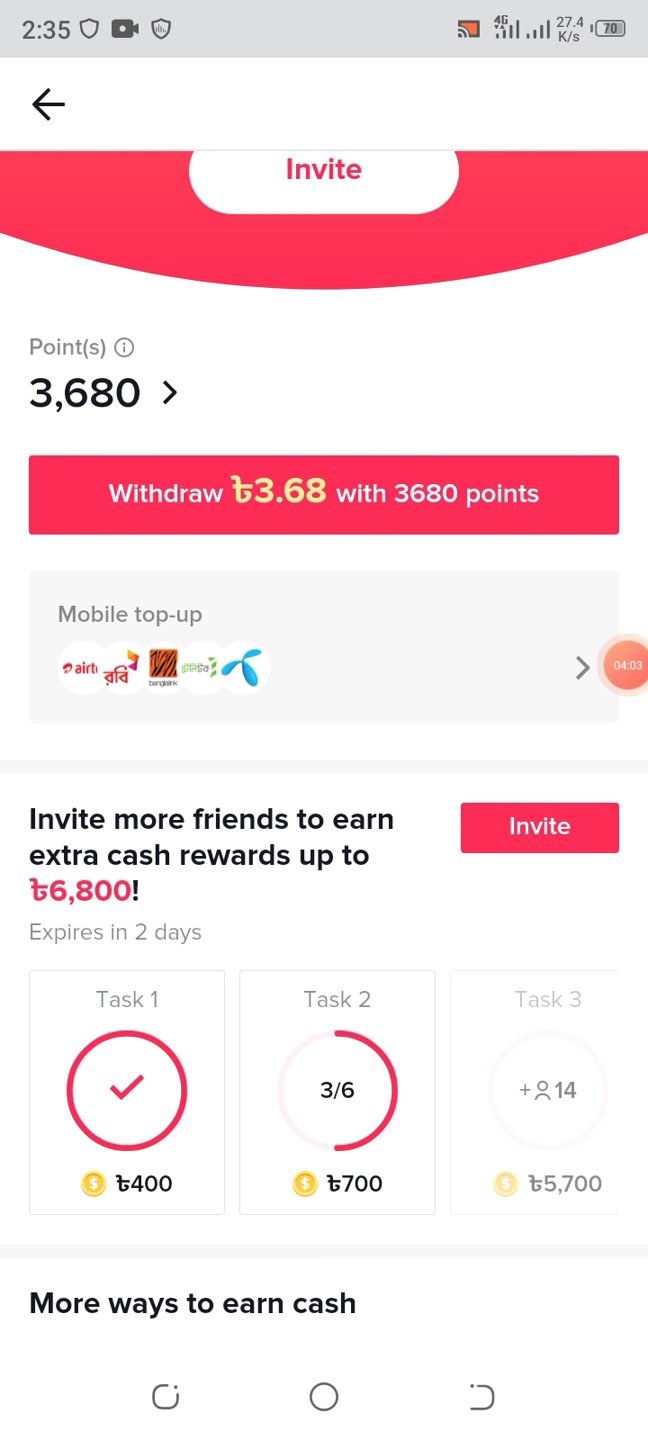 2:35
4G
27.4
K/s
70
Invite
Point(s)
3,680
Withdraw ৳3.68 with 3680 points
Mobile top-up
airt
রবি
banglalink
টেলিটক
04:03
Invite more friends to earn
extra cash rewards up to
৳6,800!
Invite
Expires in 2 days
Task 1
Task 2
Task 3
3/6
+ 14
৳400
৳700
৳5,700
More ways to earn cash